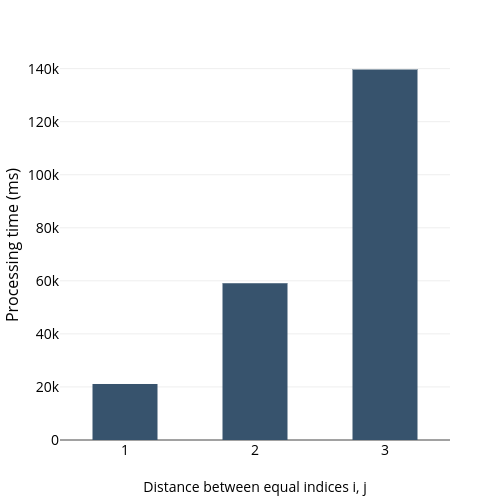 140k
120k
100k
80k
60k
40k
20k
0
Processing time (ms)
1 2 3
Distance between equal indices i, j